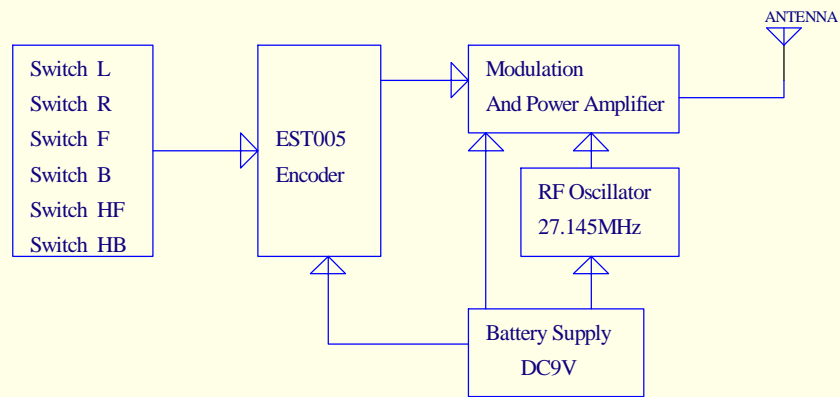 ANTENNA
Switch L
Switch R
Switch F
Switch B
Switch HF
Switch HB
EST005
Encoder
Modulation
And Power Amplifier
RF Oscillator
27.145MHz
Battery Supply
DC9V